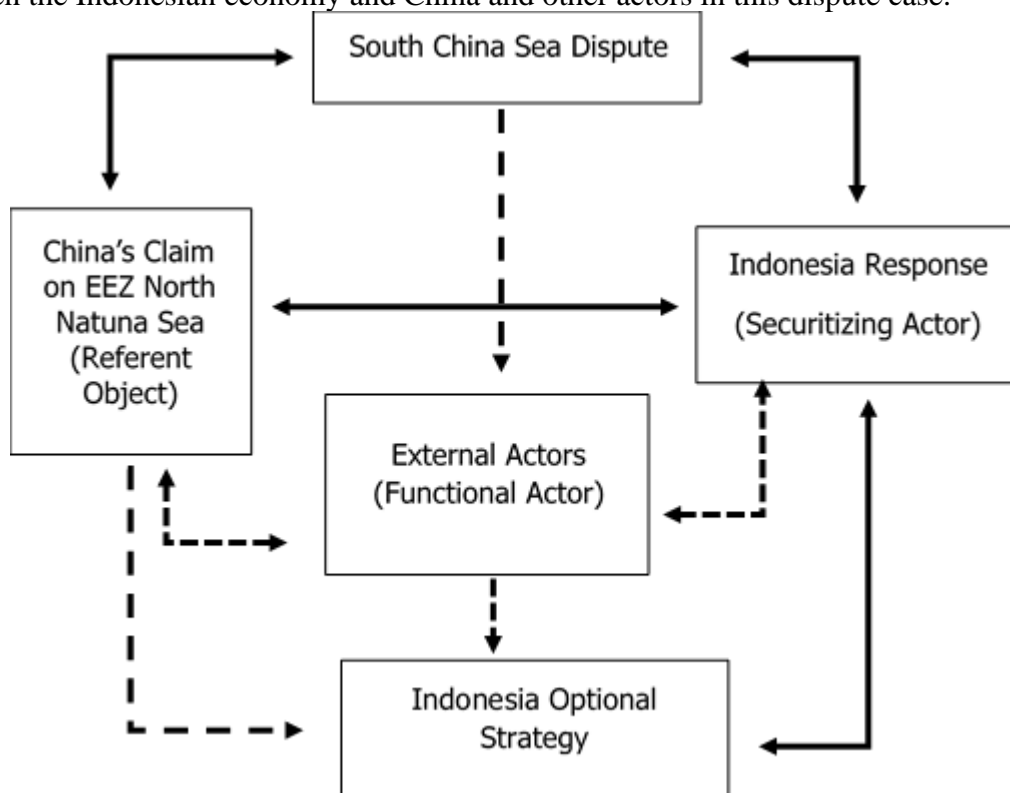 the Indonesian economy and China and other actors in this dispute case.
South China Sea Dispute
China's Claim
on EEZ North
Natuna Sea
(Referent
Object)
Indonesia Response
(Securitizing Actor)
External Actors
(Functional Actor)
Indonesia Optional
Strategy